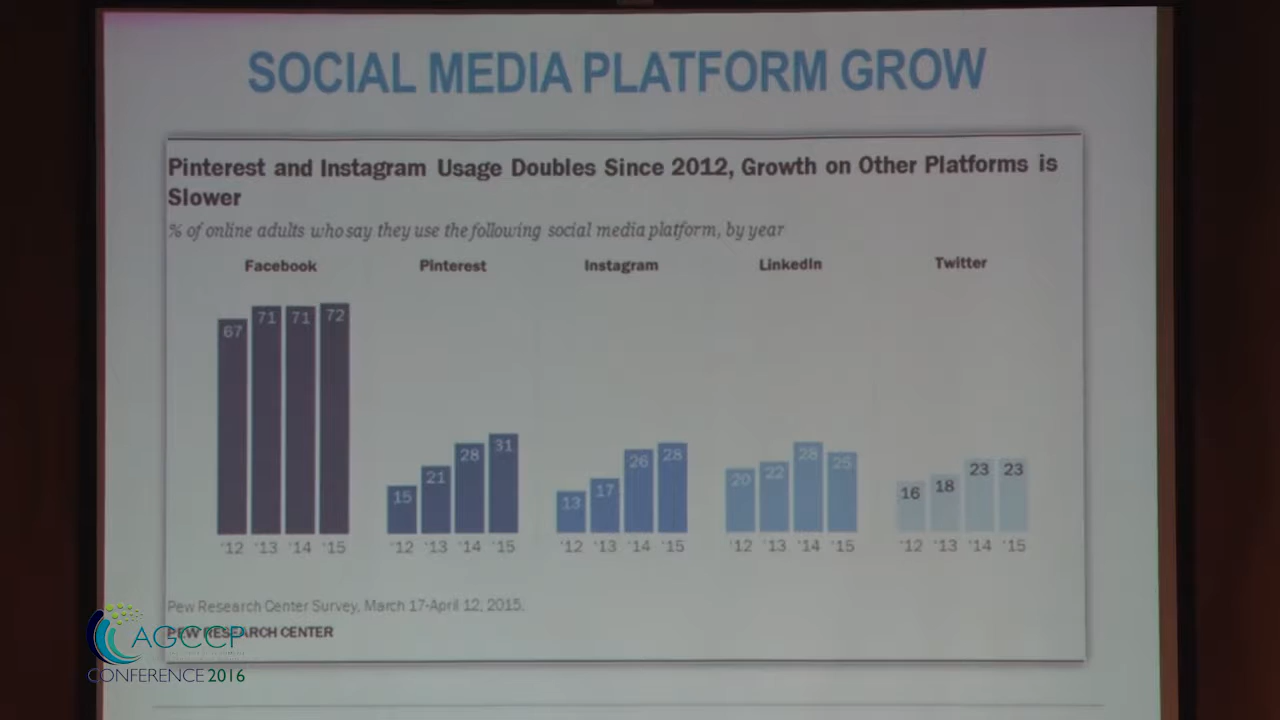 SOCIAL MEDIA PLATFORM GROW
Pinterest and Instagram Usage Doubles Since 2012, Growth on Other Platforms is
Slower
% of online adults who say they use the following social media platform, by year
Facebook Pinterest Instagram LinkedIn Twitter
67 71 71 72 15 21 28 31 13 17 26 28 20 22 28 25 16 18 23 23
'12 '13 '14 '15 '12 '13 '14 '15 '12 '13 '14 '15 '12 '13 '14 '15 '12 '13 '14 '15
Pew Research Center Survey, March 17-April 12, 2015.
PEW RESEARCH CENTER
AGCCP
CONFERENCE 2016